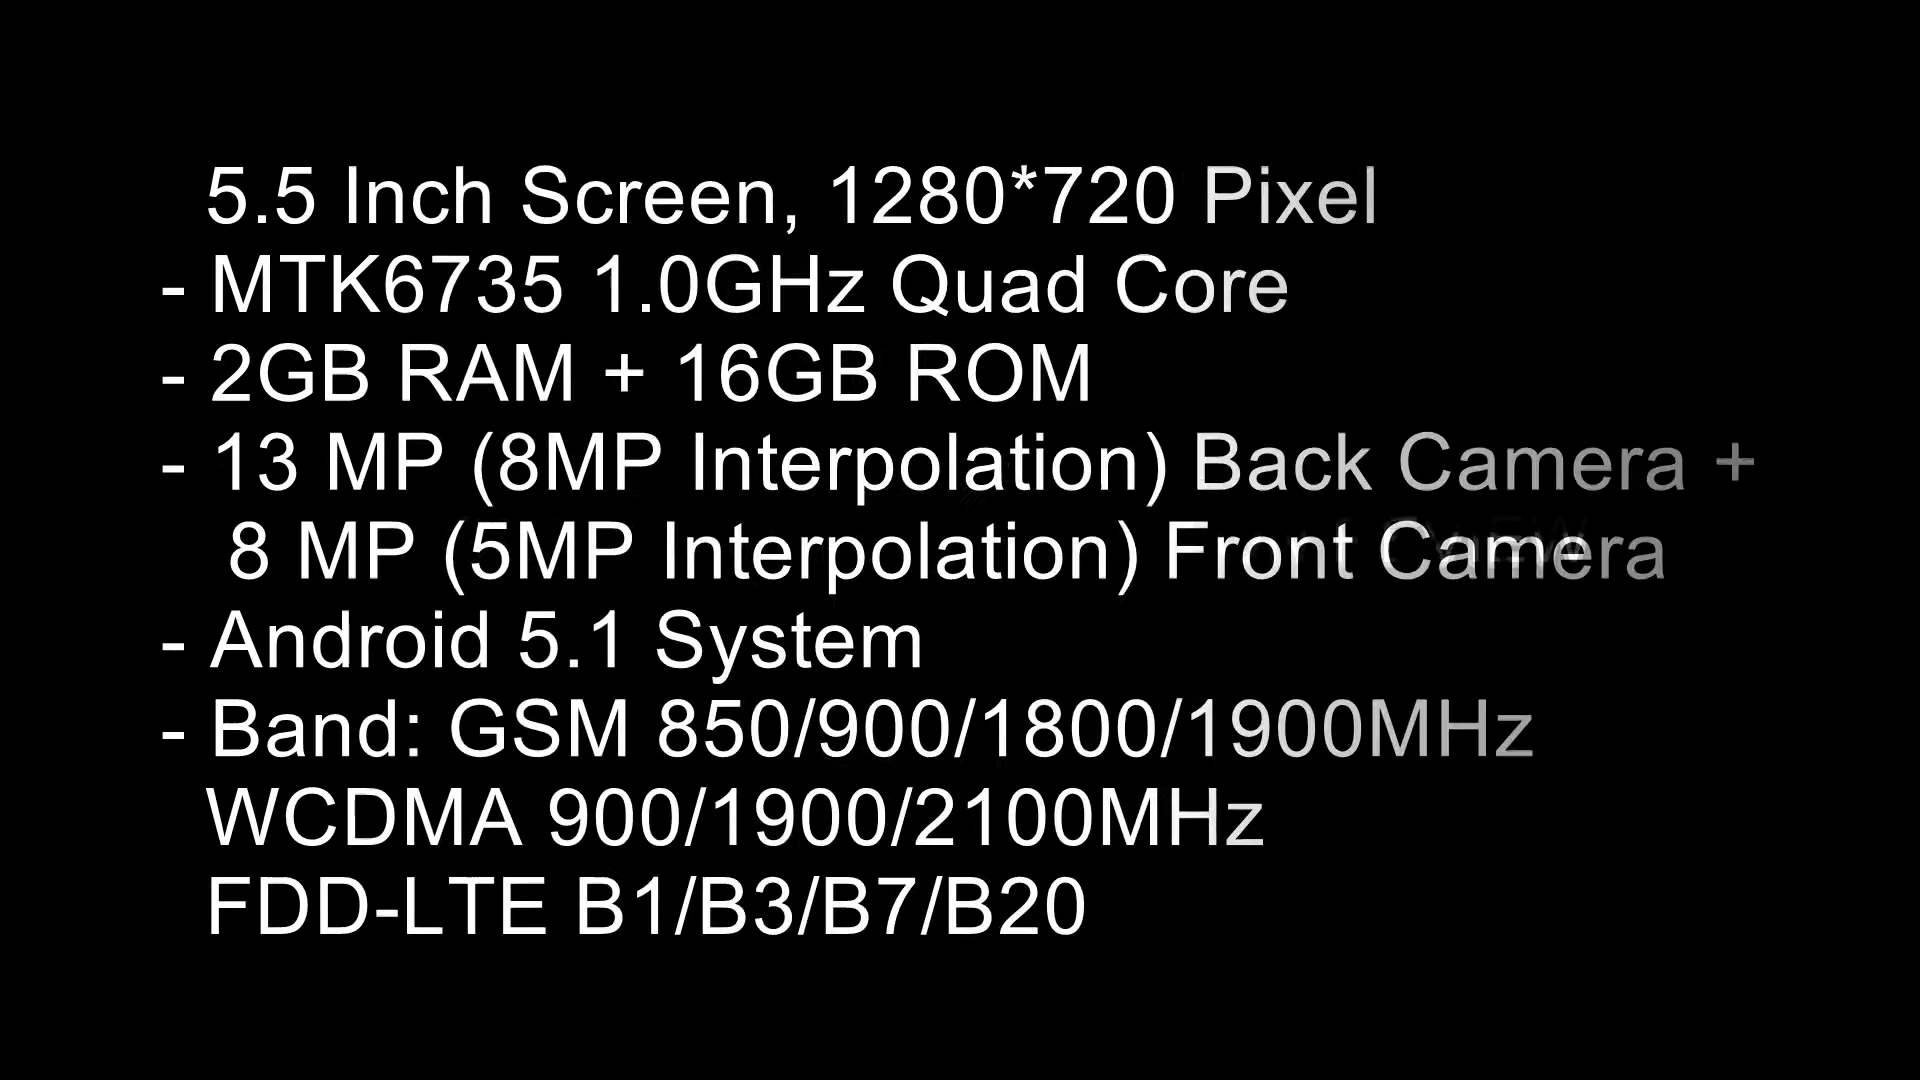 5.5 Inch Screen, 1280*720 Pixel
- MTK6735 1.0GHz Quad Core
- 2GB RAM + 16GB ROM
- 13 MP (8MP Interpolation) Back Camera +
8 MP (5MP Interpolation) Front Camera
- Android 5.1 System
- Band: GSM 850/900/1800/1900MHz
WCDMA 900/1900/2100MHz
FDD-LTE B1/B3/B7/B20